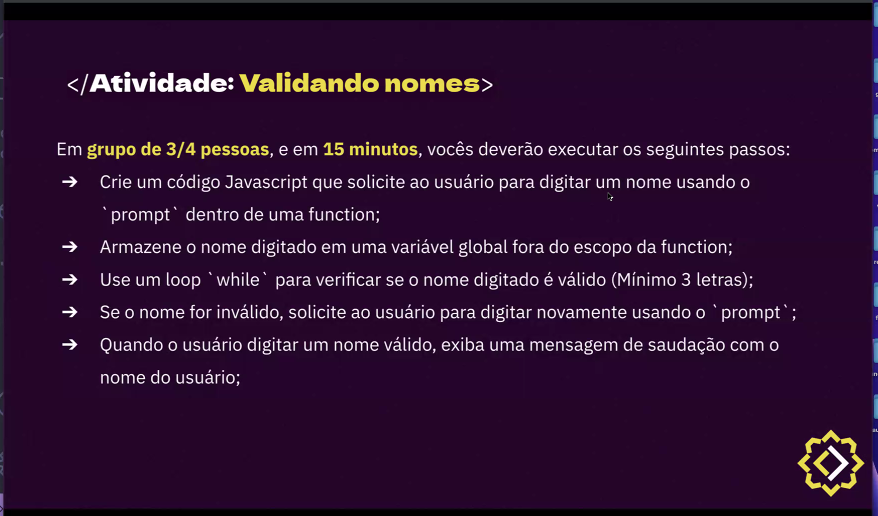 </Atividade: Validando nomes>
Em grupo de 3/4 pessoas, e em 15 minutos, vocês deverão executar os seguintes passos:
➔ Crie um código Javascript que solicite ao usuário para digitar um nome usando o
`prompt` dentro de uma function;
➔ Armazene o nome digitado em uma variável global fora do escopo da function;
➔ Use um loop `while` para verificar se o nome digitado é válido (Mínimo 3 letras);
➔ Se o nome for inválido, solicite ao usuário para digitar novamente usando o `prompt`;
➔ Quando o usuário digitar um nome válido, exiba uma mensagem de saudação com o
nome do usuário;